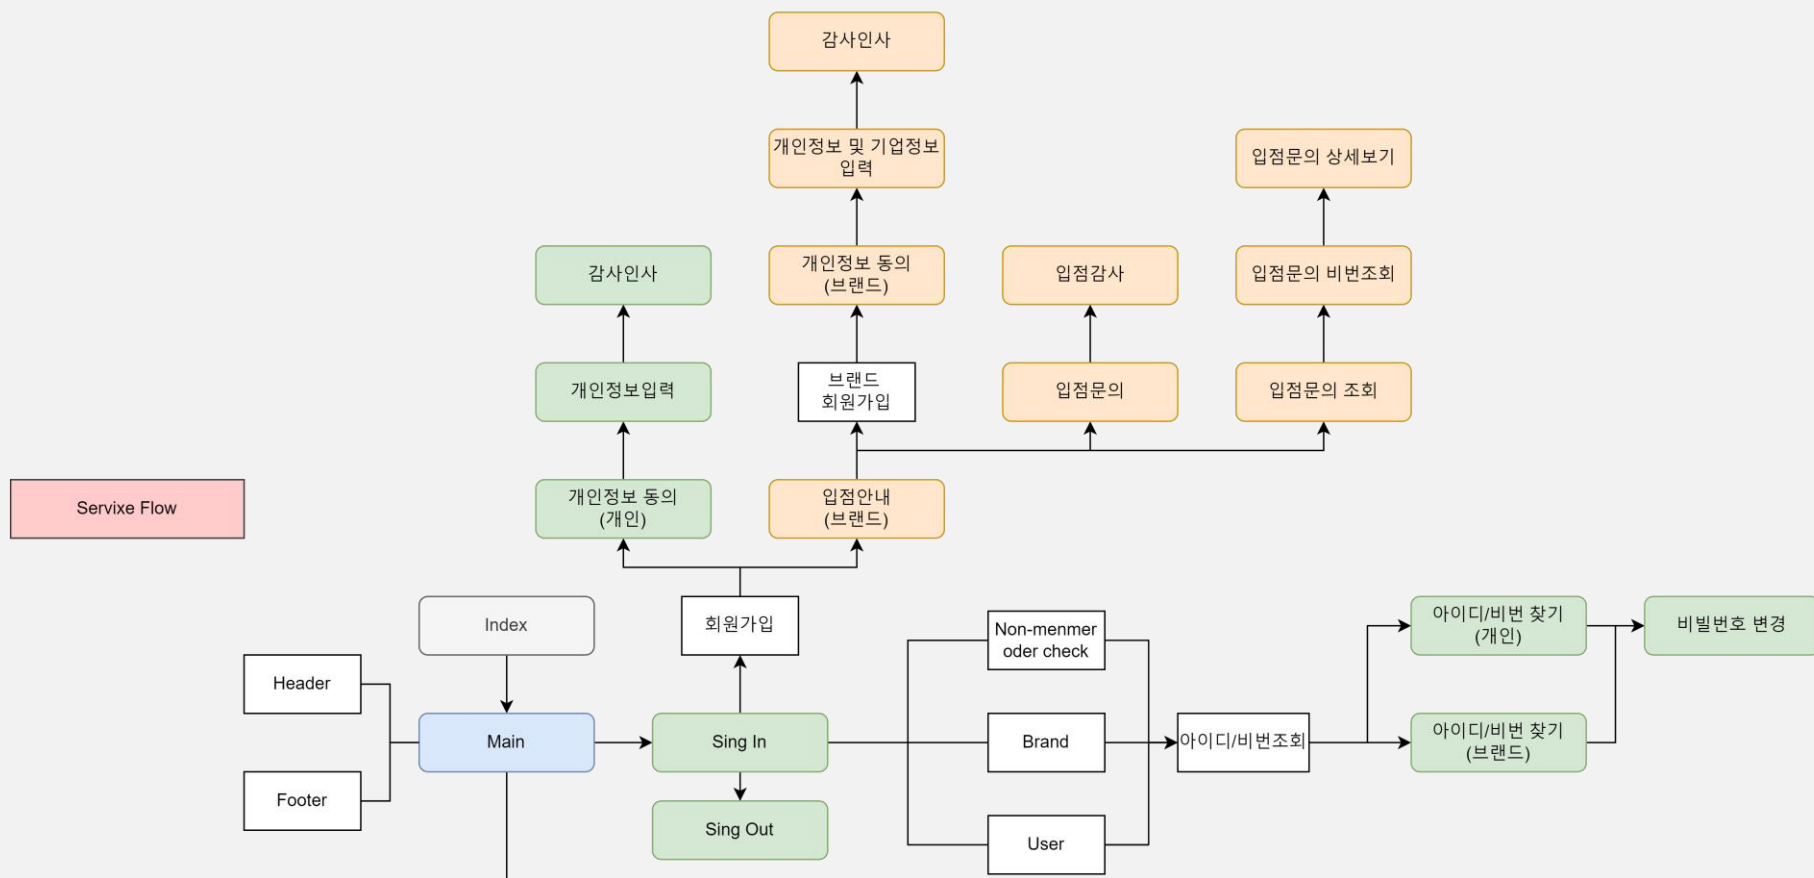 감사인사
개인정보 및 기업정보
입력
입점문의 상세보기
감사인사
개인정보 동의
(브랜드)
입점감사
입점문의 비번조회
개인정보입력
브랜드
회원가입
입점문의
입점문의 조회
Servixe Flow
개인정보 동의
(개인)
입점안내
(브랜드)
Index
회원가입
Non-menmer
oder check
아이디/비번 찾기
(개인)
비빌번호 변경
Header
Main
Sing In
Brand
아이디/비번조회
아이디/비번 찾기
(브랜드)
Footer
Sing Out
User